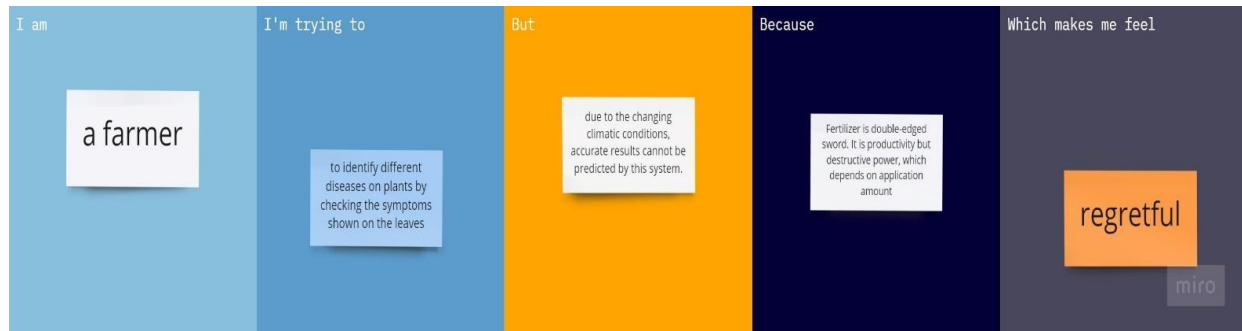 I am
a farmer
I'm trying to
to identify different
diseases on plants by
checking the symptoms
shown on the leaves
But
due to the changing
climatic conditions,
accurate results cannot be
predicted by this system.
Because
Fertilizer is double-edged
sword. It is productivity but
destructive power, which
depends on application
amount
Which makes me feel
regretful
miro